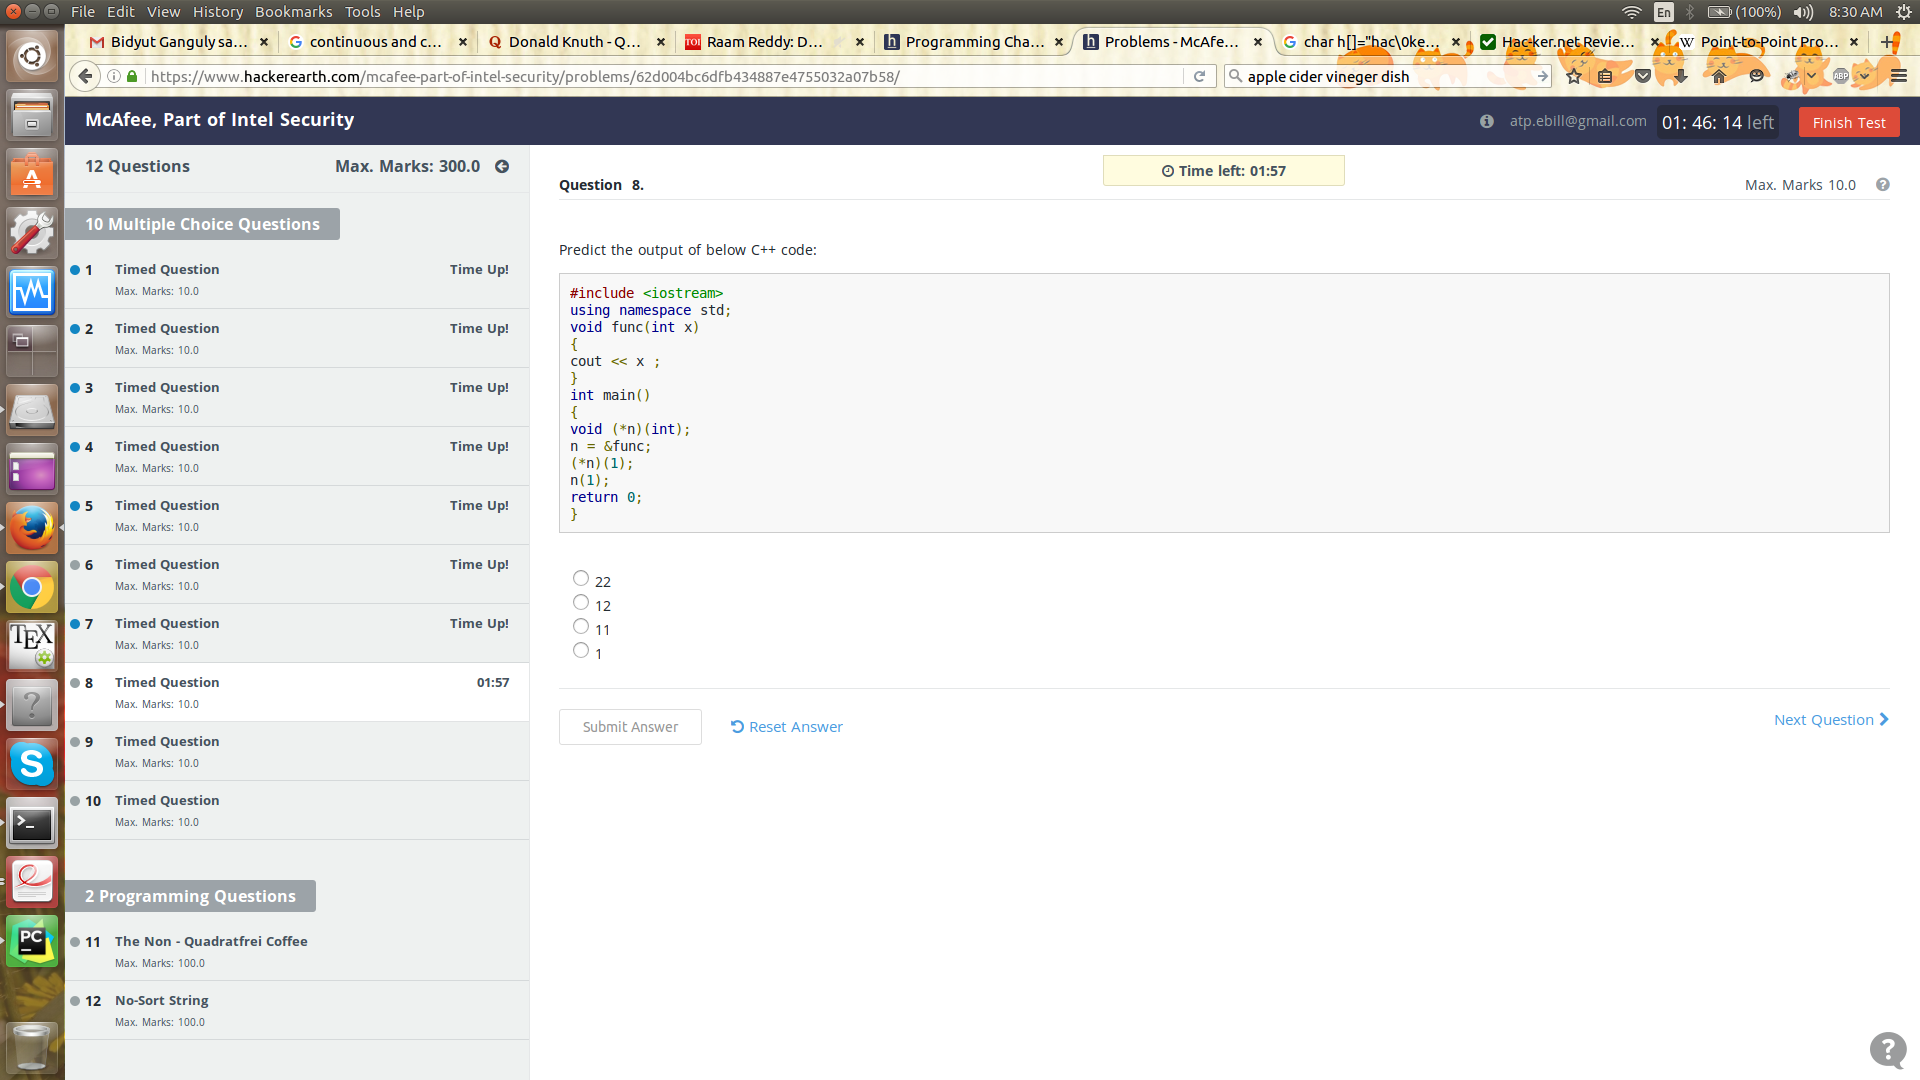 File Edit View History Bookmarks Tools Help
En (100%) 8:30 AM
Bidyut Ganguly sa... continuous and c... Donald Knuth - Q... Raam Reddy: D... Programming Cha... Problems - McAfe... char h[]="hac\0ke... Hacker.net Revie... Point-to-Point Pro...
https://www.hackerearth.com/mcafee-part-of-intel-security/problems/62d004bc6dfb434887e4755032a07b58/
apple cider vineger dish
ABP
McAfee, Part of Intel Security
atp.ebill@gmail.com
01: 46: 14 left
Finish Test
12 Questions Max. Marks: 300.0
10 Multiple Choice Questions
1 Timed Question Time Up!
Max. Marks: 10.0
2 Timed Question Time Up!
Max. Marks: 10.0
3 Timed Question Time Up!
Max. Marks: 10.0
4 Timed Question Time Up!
Max. Marks: 10.0
5 Timed Question Time Up!
Max. Marks: 10.0
6 Timed Question Time Up!
Max. Marks: 10.0
7 Timed Question Time Up!
Max. Marks: 10.0
8 Timed Question 01:57
Max. Marks: 10.0
9 Timed Question
Max. Marks: 10.0
10 Timed Question
Max. Marks: 10.0
2 Programming Questions
11 The Non - Quadratfrei Coffee
Max. Marks: 100.0
12 No-Sort String
Max. Marks: 100.0
Time left: 01:57
Question 8.
Max. Marks 10.0
Predict the output of below C++ code:
#include <iostream>
using namespace std;
void func(int x)
{
cout << x ;
}
int main()
{
void (*n)(int);
n = &func;
(*n)(1);
n(1);
return 0;
}
22
12
11
1
Submit Answer
Reset Answer
Next Question